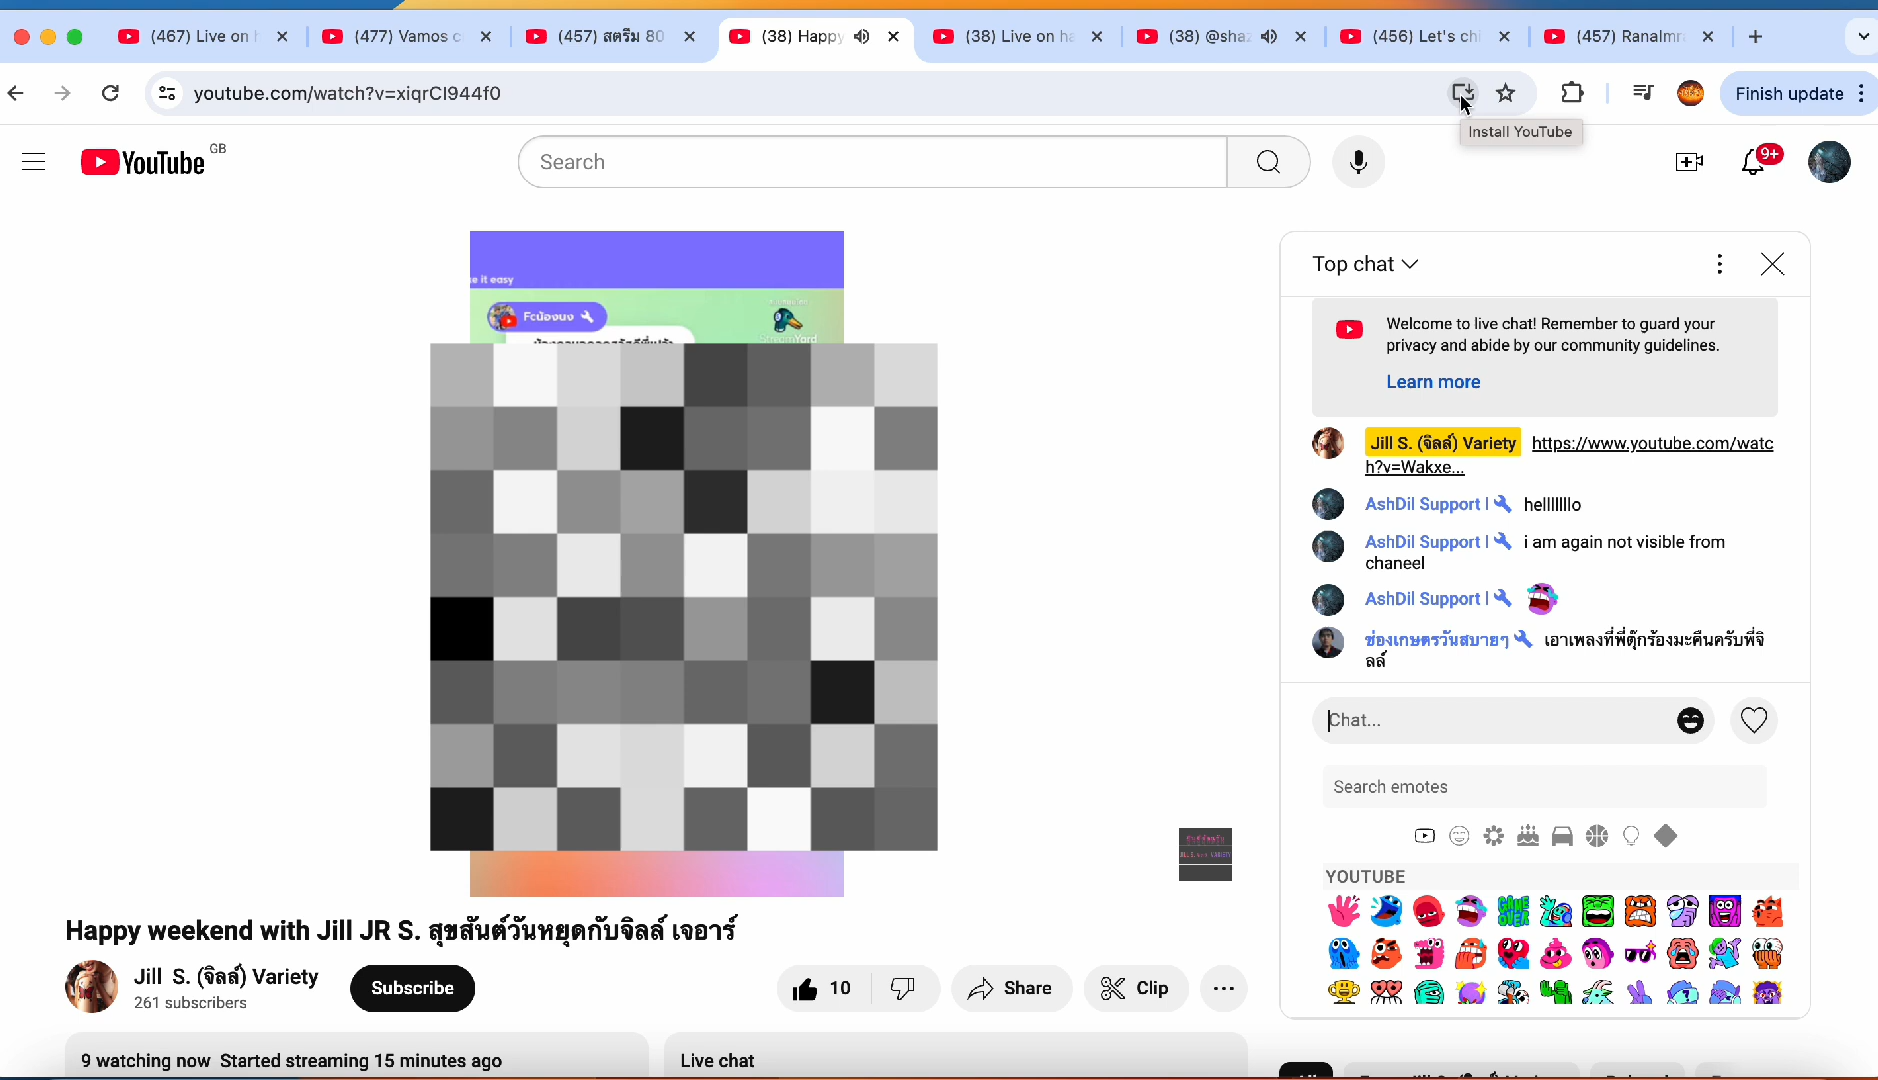 (467) Live on h
(477) Vamos c
(457) สตรีม 80
(38) Happy
(38) Live on ha
(38) @sha
(456) Let's chi
(457) RanaImr
youtube.com/watch?v=xiqrCI944f0
Finish update
Install YouTube
YouTube GB
Search
9+
e it easy
Fcน้องนง
StreamYard
Top chat
Welcome to live chat! Remember to guard your
privacy and abide by our community guidelines.
Learn more
Jill S. (จิลล์) Variety https://www.youtube.com/watc
h?v=Wakxe...
AshDil Support I helllllllo
AshDil Support I i am again not visible from
chaneel
AshDil Support I
ช่องเกษตรวันสบายๆ เอาเพลงที่พี่ตุ๊กร้องมะคืนครับพี่จิ
ลล์
Chat...
Search emotes
YOUTUBE
GAME OVER
Happy weekend with Jill JR S. สุขสันต์วันหยุดกับจิลล์ เจอาร์
Jill S. (จิลล์) Variety
261 subscribers
Subscribe
10
Share
Clip
9 watching now Started streaming 15 minutes ago
Live chat